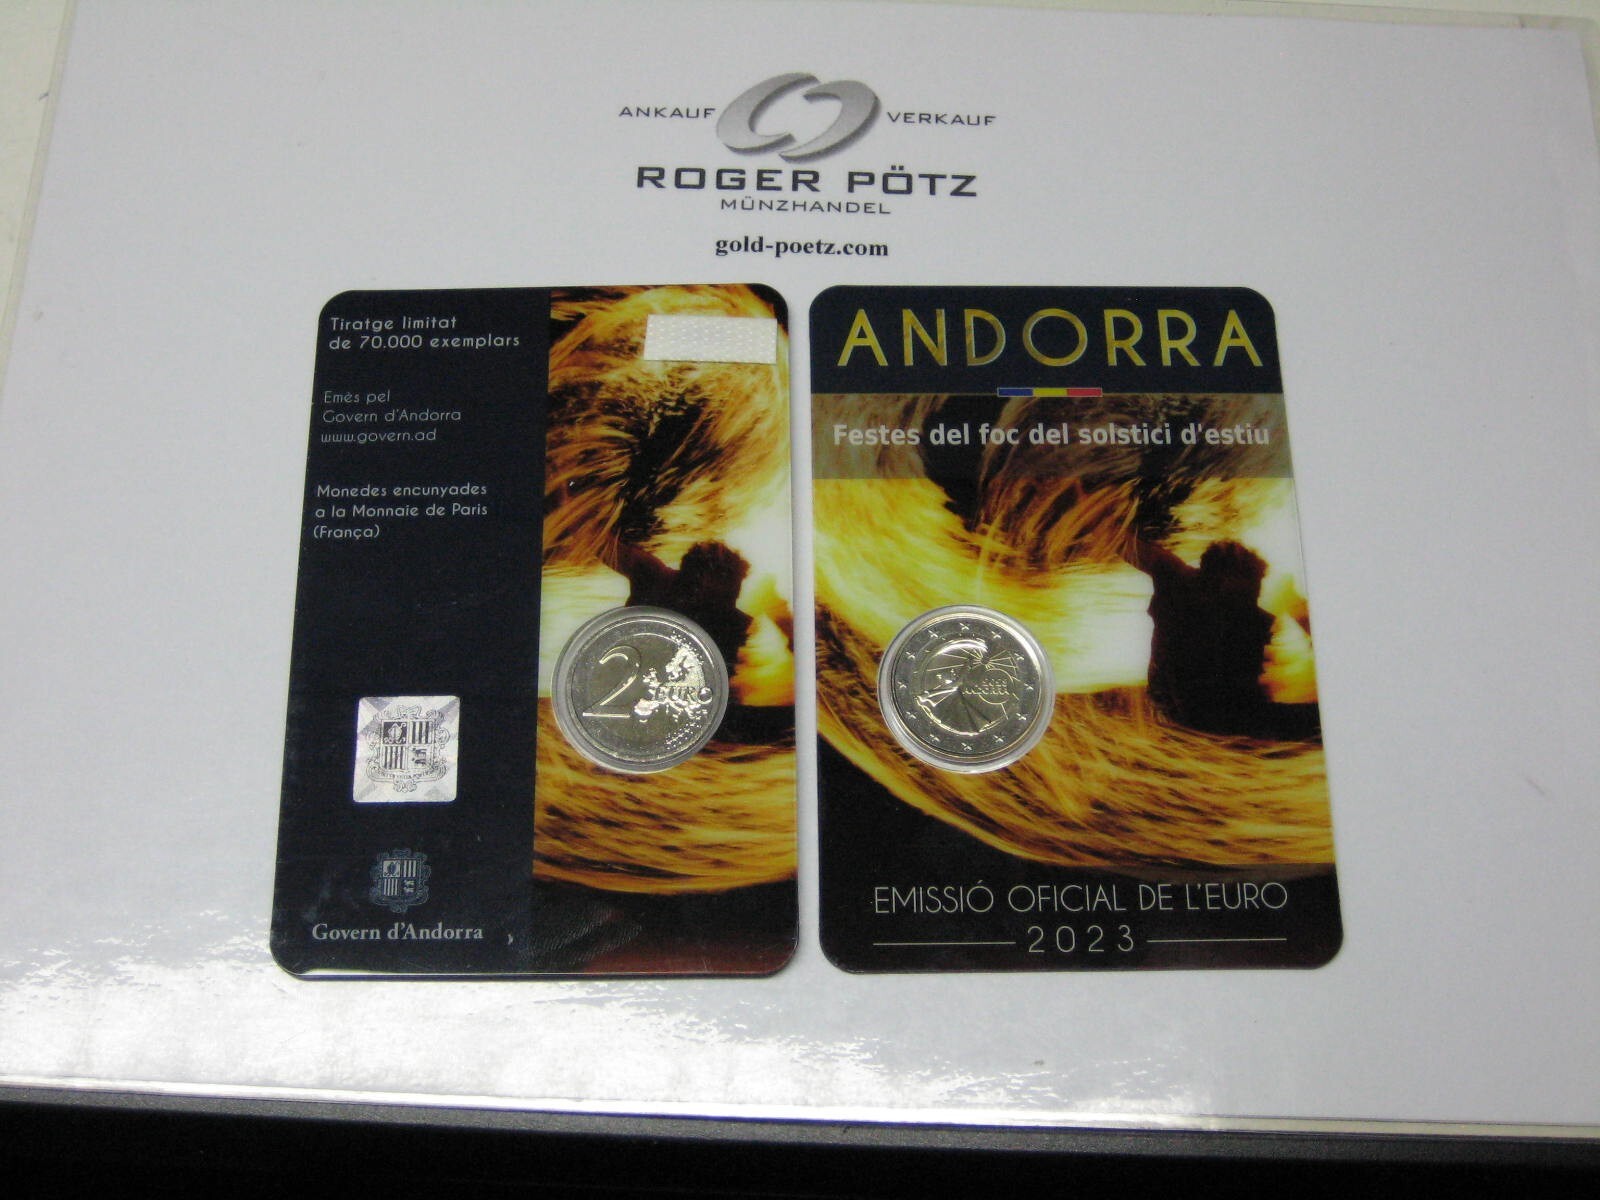 ANKAUF VERKAUF
ROGER PÖTZ
MÜNZHANDEL
gold-poetz.com
Tiratge limitat
de 70.000 exemplars
Emès pel
Govern d'Andorra
www.govern.ad
Monedes encunyades
a la Monnaie de Paris
(França)
2 EURO
Govern d'Andorra
ANDORRA
Festes del foc del solstici d'estiu
2023
ANDORRA
EMISSIÓ OFICIAL DE L'EURO
2023